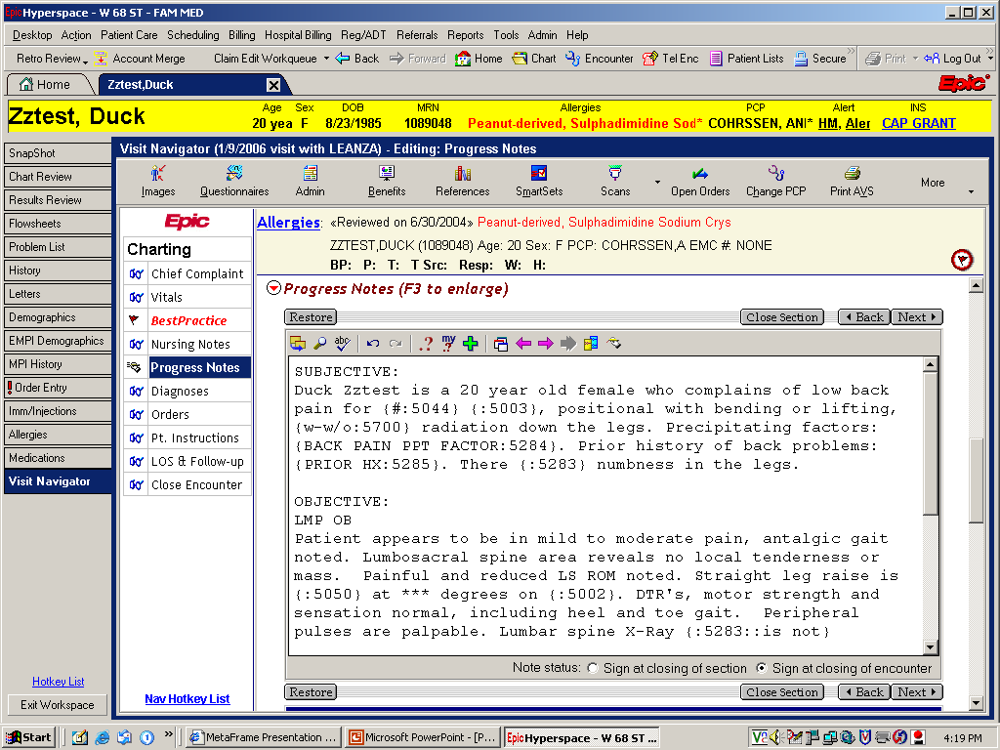 Epic Hyperspace - W 68 ST - FAM MED
Desktop Action Patient Care Scheduling Billing Hospital Billing Reg/ADT Referrals Reports Tools Admin Help
Retro Review Account Merge Claim Edit Workqueue Back Forward Home Chart Encounter Tel Enc Patient Lists Secure » Print Log Out »
Home Zztest,Duck Epic
Age Sex DOB MRN Allergies PCP Alert INS
Zztest, Duck 20 yea F 8/23/1985 1089048 Peanut-derived, Sulphadimidine Sod* COHRSSEN, ANI* HM, Aler CAP GRANT
SnapShot
Chart Review
Results Review
Flowsheets
Problem List
History
Letters
Demographics
EMPI Demographics
MPI History
Order Entry
Imm/Injections
Allergies
Medications
Visit Navigator
Hotkey List
Exit Workspace
Visit Navigator (1/9/2006 visit with LEANZA) - Editing: Progress Notes
Images Questionnaires Admin Benefits References SmartSets Scans Open Orders Change PCP Print AVS More
Epic
Charting
Chief Complaint
Vitals
BestPractice
Nursing Notes
Progress Notes
Diagnoses
Orders
Pt. Instructions
LOS & Follow-up
Close Encounter
Nav Hotkey List
Allergies: «Reviewed on 6/30/2004» Peanut-derived, Sulphadimidine Sodium Crys
ZZTEST,DUCK (1089048) Age: 20 Sex: F PCP: COHRSSEN,A EMC #: NONE
BP: P: T: T Src: Resp: W: H:
Progress Notes (F3 to enlarge)
Restore Close Section Back Next
abc .? my?
SUBJECTIVE:
Duck Zztest is a 20 year old female who complains of low back
pain for {#:5044} {:5003}, positional with bending or lifting,
{w-w/o:5700} radiation down the legs. Precipitating factors:
{BACK PAIN PPT FACTOR:5284}. Prior history of back problems:
{PRIOR HX:5285}. There {:5283} numbness in the legs.
OBJECTIVE:
LMP OB
Patient appears to be in mild to moderate pain, antalgic gait
noted. Lumbosacral spine area reveals no local tenderness or
mass.  Painful and reduced LS ROM noted. Straight leg raise is
{:5050} at *** degrees on {:5002}. DTR's, motor strength and
sensation normal, including heel and toe gait.  Peripheral
pulses are palpable. Lumbar spine X-Ray {:5283::is not}
Note status: Sign at closing of section Sign at closing of encounter
Restore Close Section Back Next
Start » MetaFrame Presentation ... Microsoft PowerPoint - [P... Epic Hyperspace - W 68 ST ... 4:19 PM